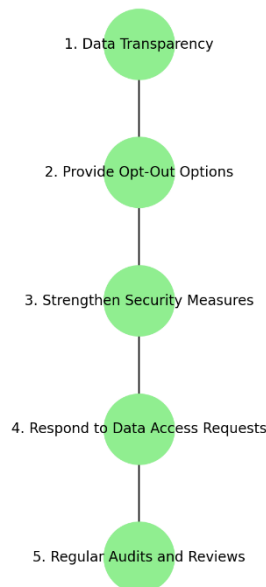 1. Data Transparency
2. Provide Opt-Out Options
3. Strengthen Security Measures
4. Respond to Data Access Requests
5. Regular Audits and Reviews